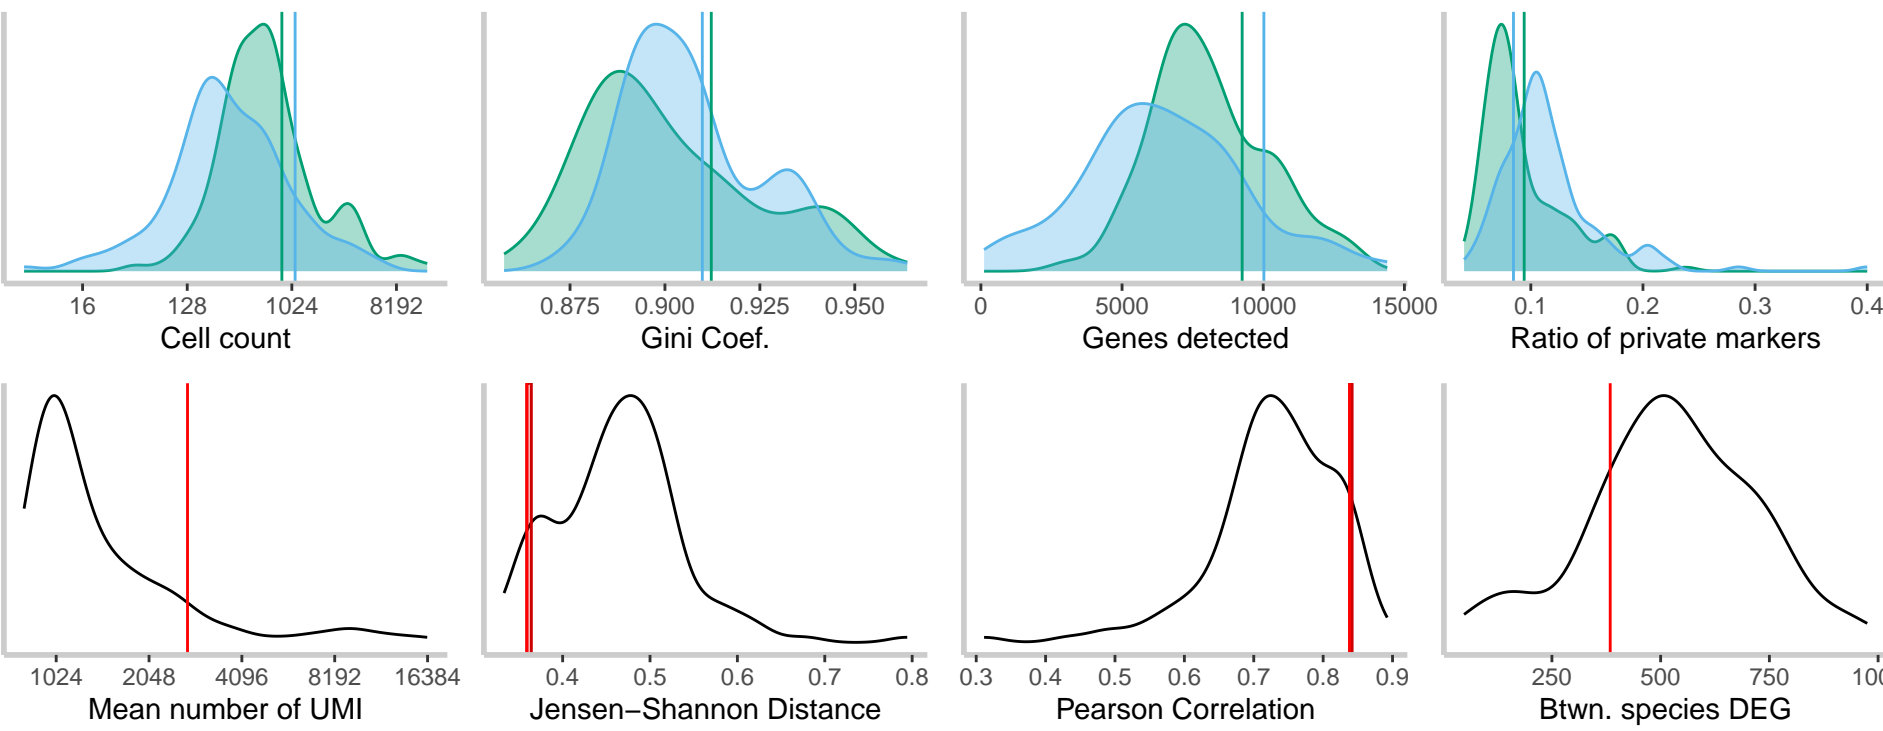 16 128 1024 8192
Cell count
0.875 0.900 0.925 0.950
Gini Coef.
0 5000 10000 15000
Genes detected
0.1 0.2 0.3 0.4
Ratio of private markers
1024 2048 4096 8192 16384
Mean number of UMI
0.4 0.5 0.6 0.7 0.8
Jensen−Shannon Distance
0.3 0.4 0.5 0.6 0.7 0.8 0.9
Pearson Correlation
250 500 750 100
Btwn. species DEG